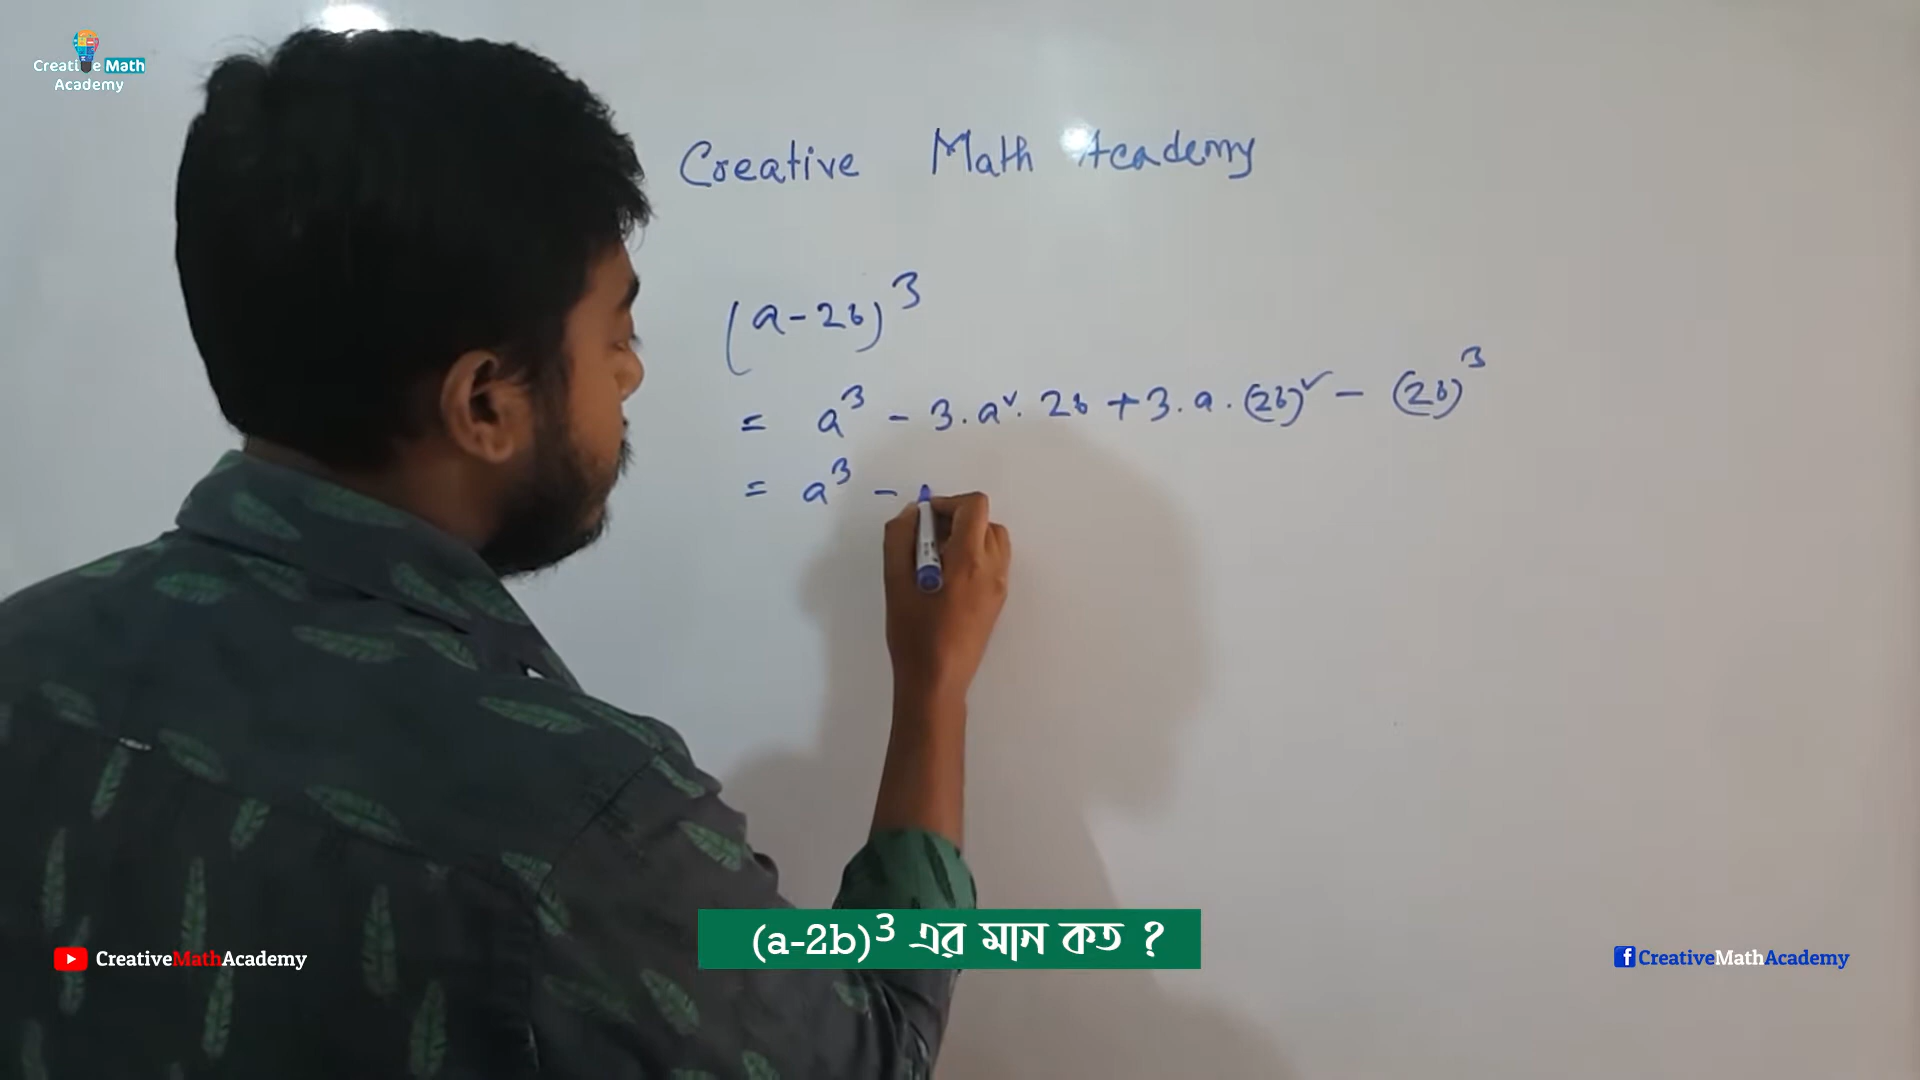 Creative Math
Academy
Creative Math Academy
(a-2b)³
= a³ - 3.a². 2b + 3.a.(2b)² - (2b)³
= a³ -
(a-2b)³ এর মান কত ?
CreativeMathAcademy
CreativeMathAcademy